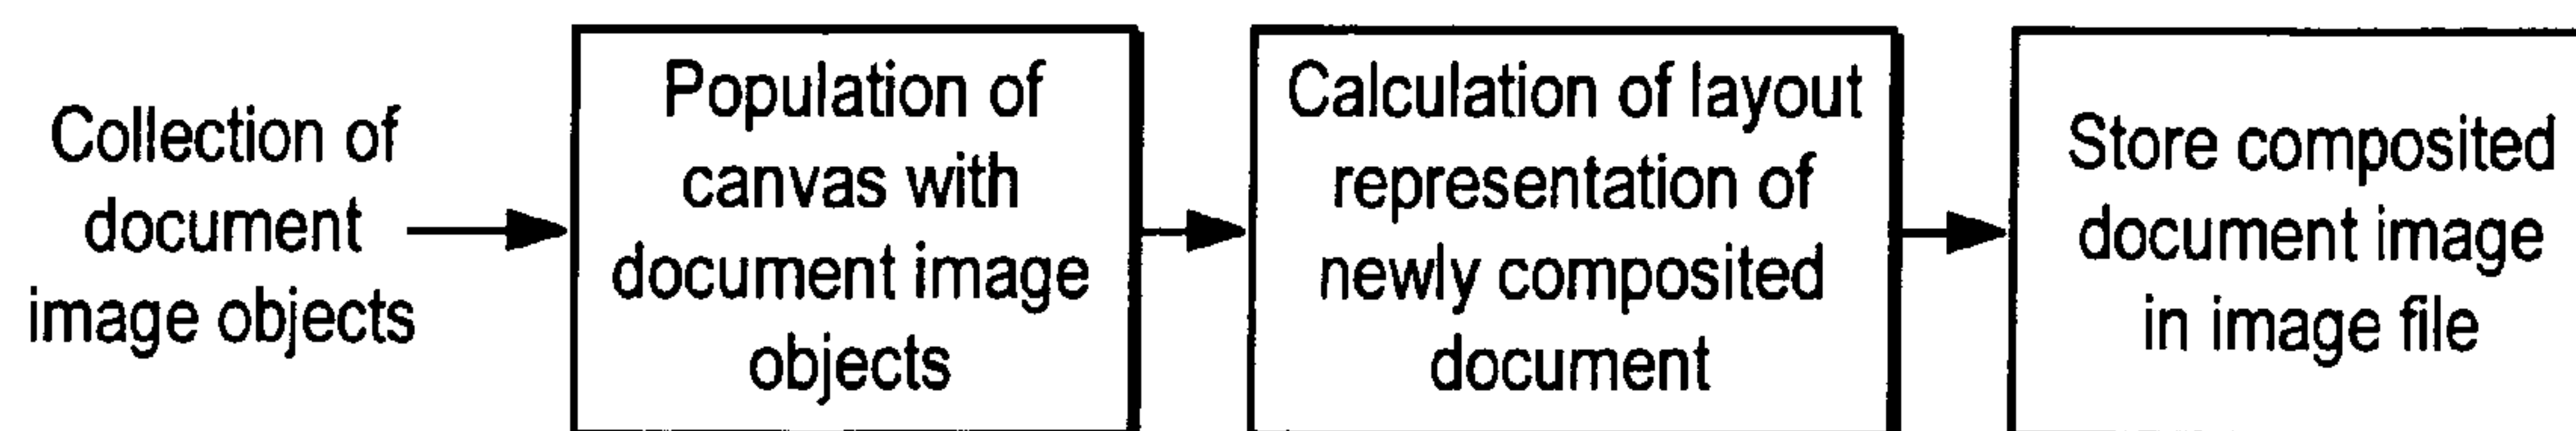 Collection of
document
image objects
Population of
canvas with
document image
objects
Calculation of layout
representation of
newly composited
document
Store composited
document image
in image file